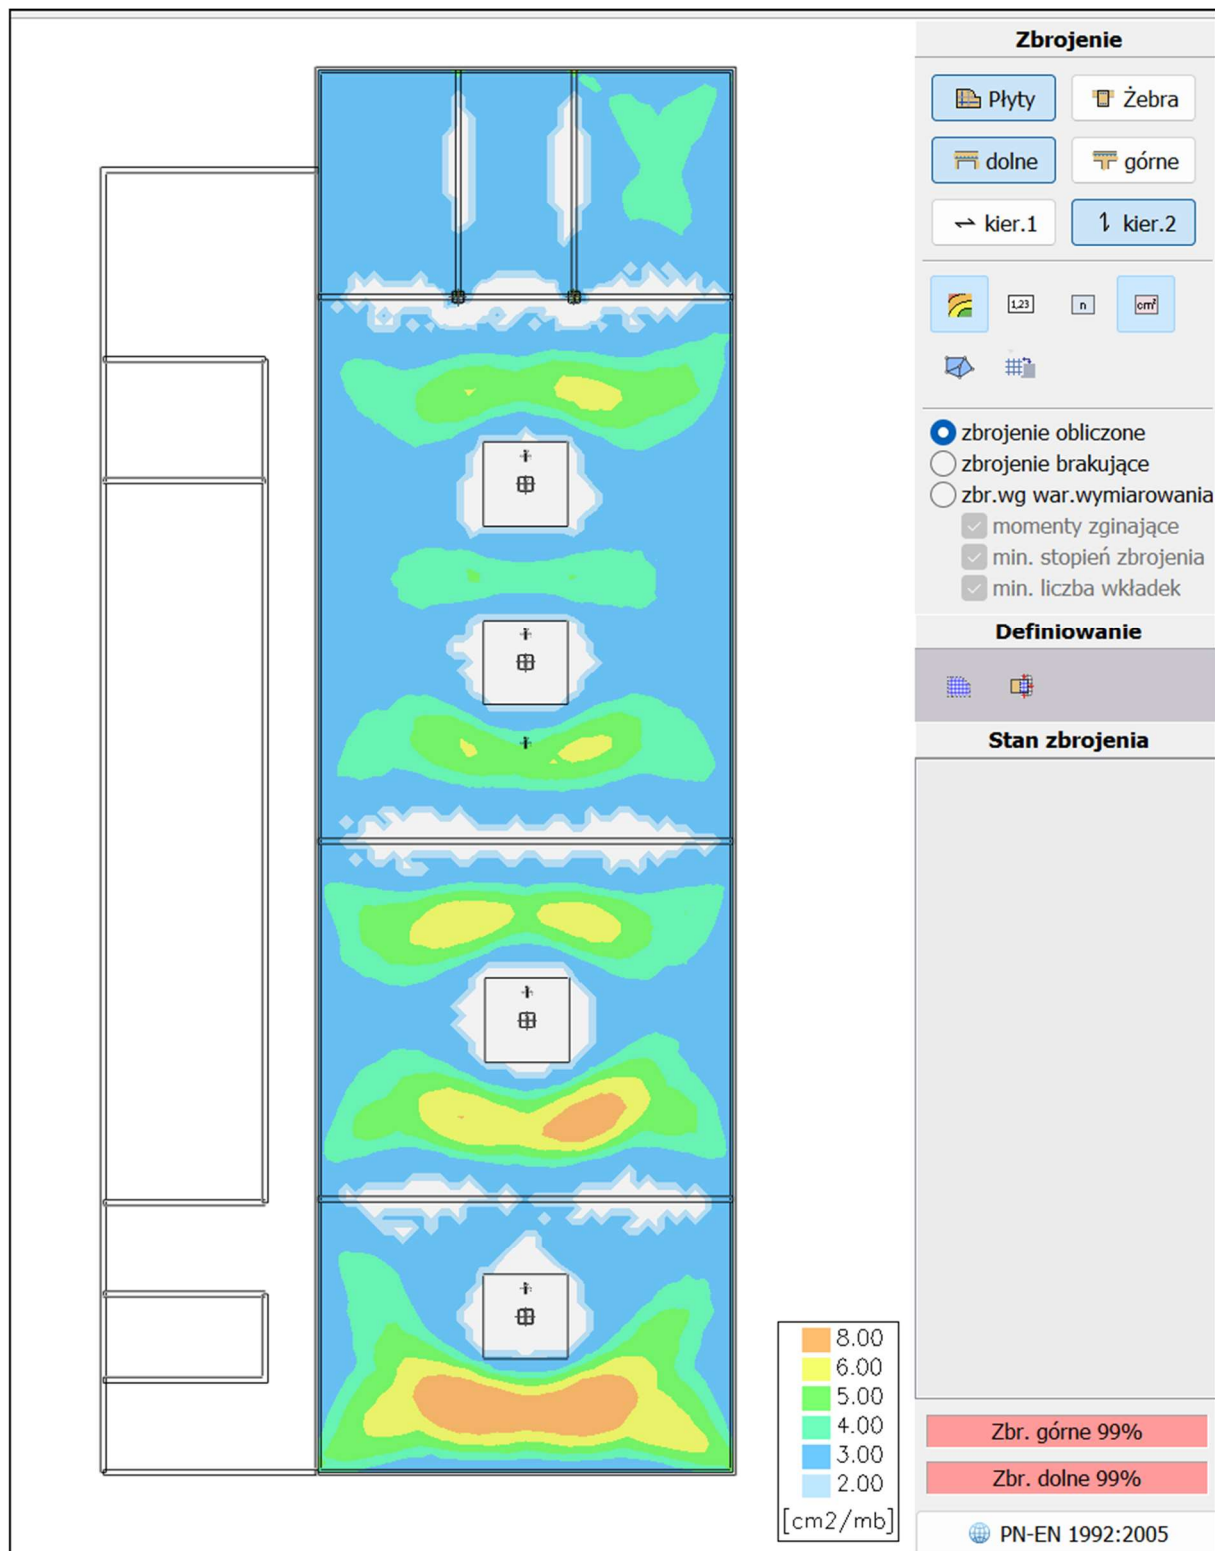 Zbrojenie
Płyty
Żebra
dolne
górne
kier.1
kier.2
1,23
n
cm²
zbrojenie obliczone
zbrojenie brakujące
zbr.wg war.wymiarowania
momenty zginające
min. stopień zbrojenia
min. liczba wkładek
Definiowanie
Stan zbrojenia
8.00
6.00
5.00
4.00
3.00
2.00
[cm2/mb]
Zbr. górne 99%
Zbr. dolne 99%
PN-EN 1992:2005